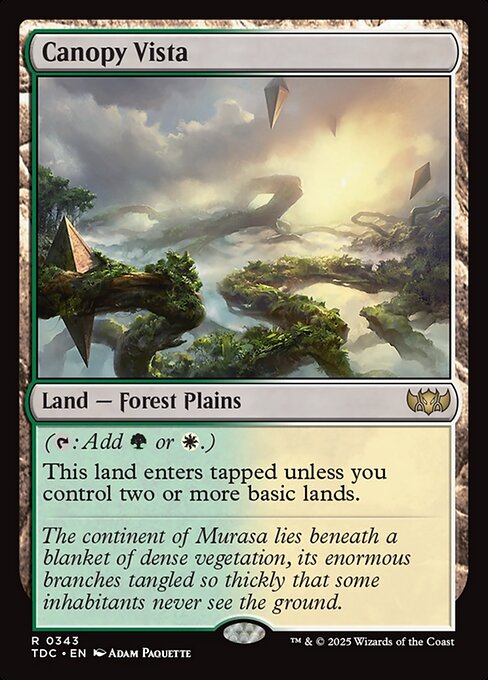 Canopy Vista
Land — Forest Plains
(: Add or .)
This land enters tapped unless you
control two or more basic lands.
The continent of Murasa lies beneath a
blanket of dense vegetation, its enormous
branches tangled so thickly that some
inhabitants never see the ground.
R 0343
TDC • EN Adam Paquette
™ & © 2025 Wizards of the Coast